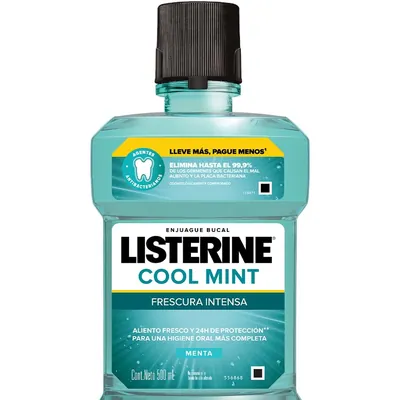 LLEVE MÁS, PAGUE MENOS¹
AGENTES
ANTIBACTERIANOS
ELIMINA HASTA EL 99,9%
DE LOS GÉRMENES QUE CAUSAN EL MAL
ALIENTO Y LA PLACA BACTERIANA
ENJUAGUE BUCAL
LISTERINE®
COOL MINT
FRESCURA INTENSA
ALIENTO FRESCO Y 24H DE PROTECCIÓN**
PARA UNA HIGIENE ORAL MÁS COMPLETA
MENTA
Cont. Neto 500 mL